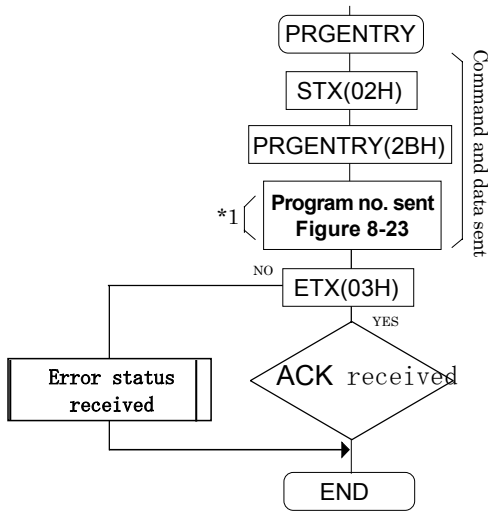 PRGENTRY
STX(02H)
PRGENTRY(2BH)
*1
Program no. sent
Figure 8-23
Command and data sent
ETX(03H)
NO
YES
ACK received
Error status
received
END